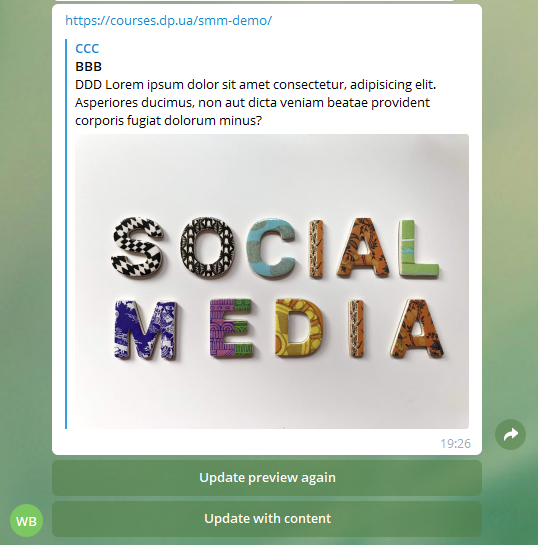 https://courses.dp.ua/smm-demo/
CCC
BBB
DDD Lorem ipsum dolor sit amet consectetur, adipisicing elit.
Asperiores ducimus, non aut dicta veniam beatae provident
corporis fugiat dolorum minus?
SOCIAL
MEDIA
19:26
Update preview again
WB
Update with content